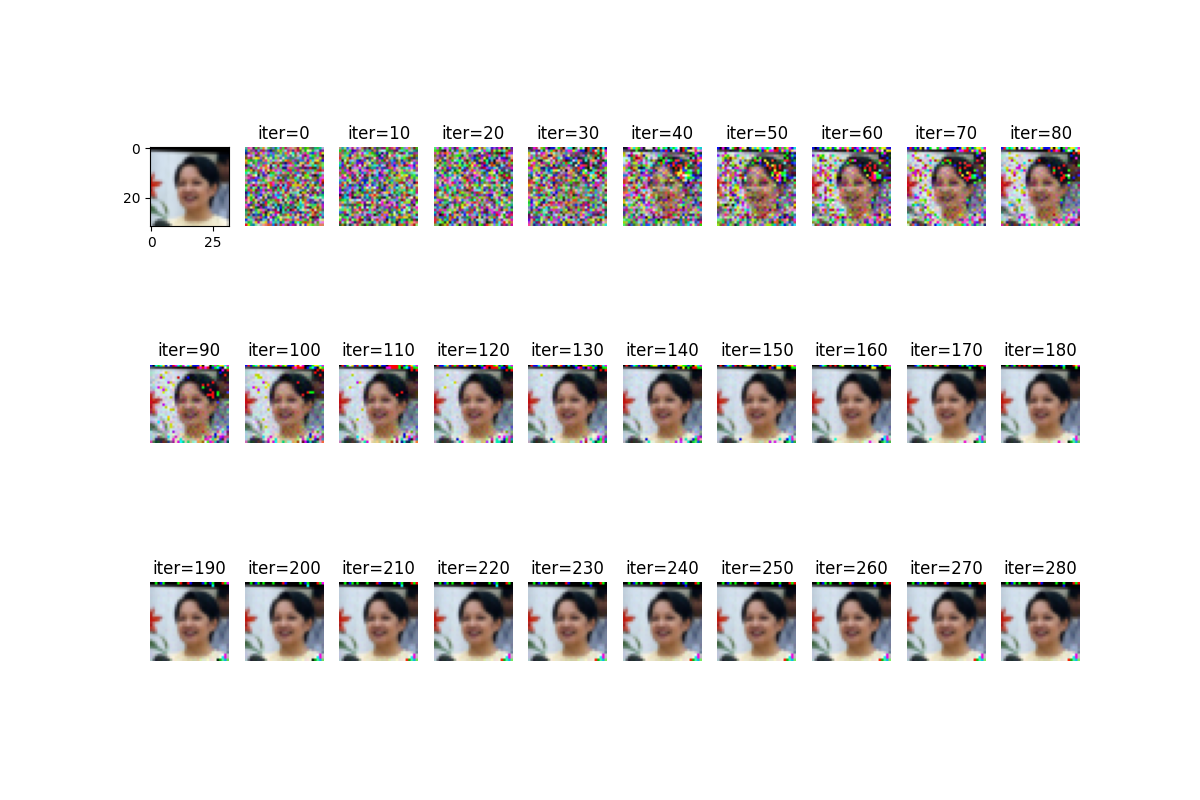 iter=0 iter=10 iter=20 iter=30 iter=40 iter=50 iter=60 iter=70 iter=80
0
20
0 25
iter=90 iter=100 iter=110 iter=120 iter=130 iter=140 iter=150 iter=160 iter=170 iter=180
iter=190 iter=200 iter=210 iter=220 iter=230 iter=240 iter=250 iter=260 iter=270 iter=280